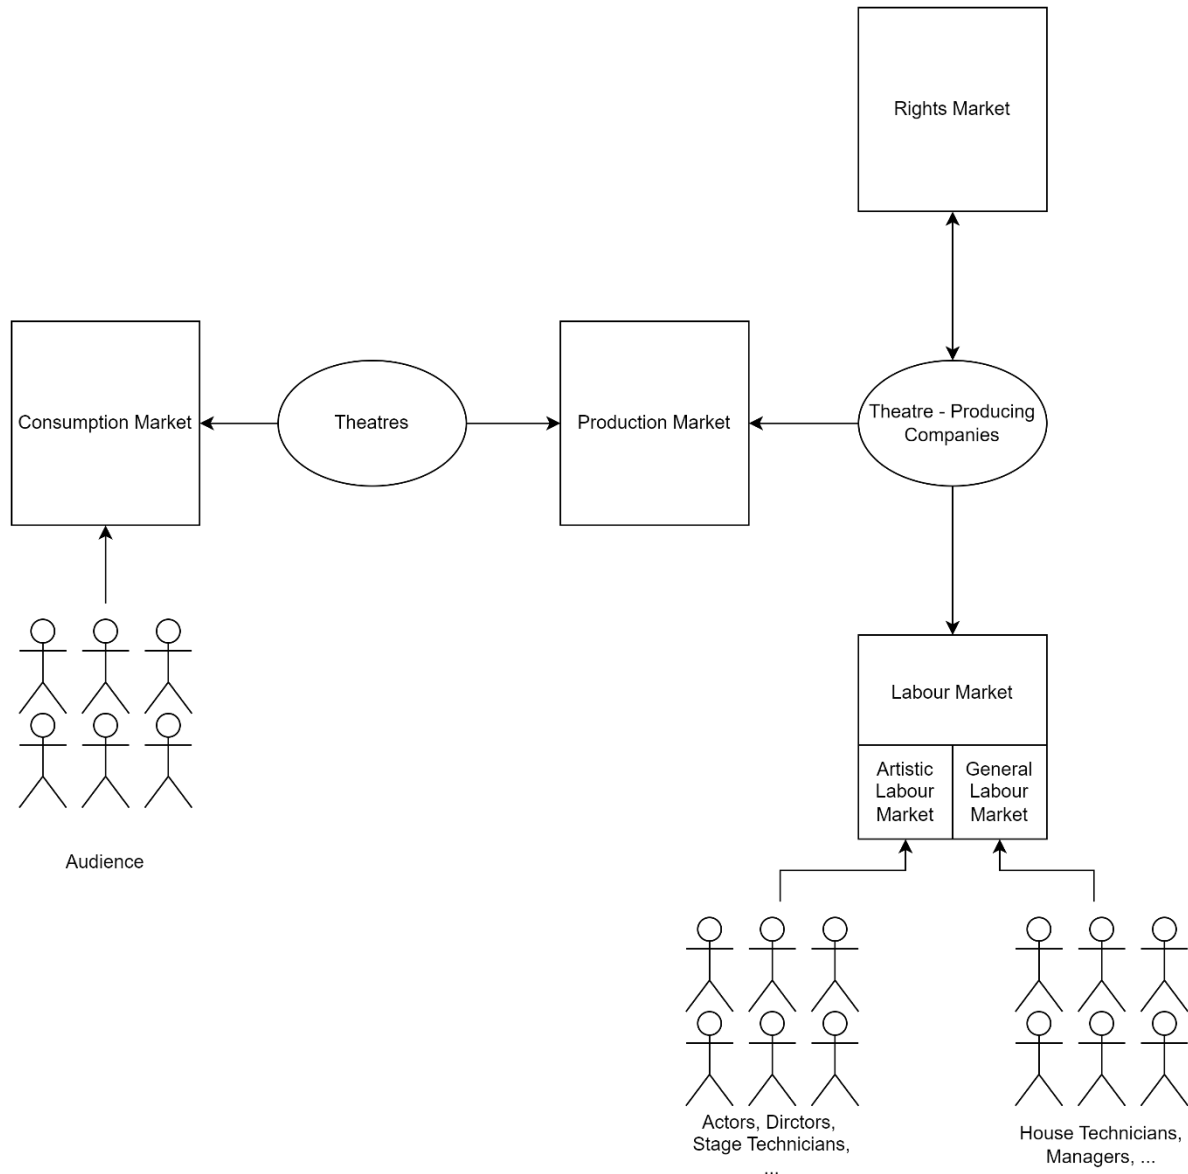 Rights Market
Consumption Market
Theatres
Production Market
Theatre - Producing
Companies
Labour Market
Artistic
Labour
Market
General
Labour
Market
Audience
Actors, Dirctors,
Stage Technicians,
...
House Technicians,
Managers, ...